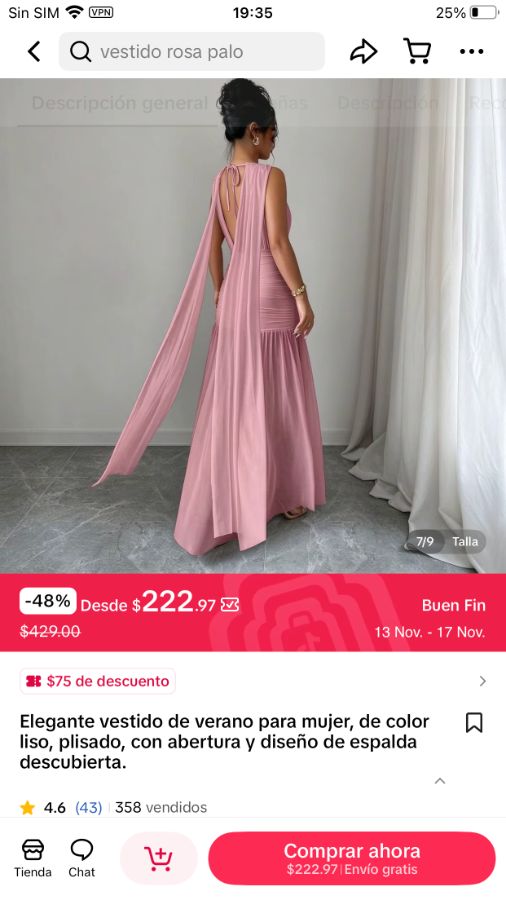 Sin SIM VPN 19:35 25%
vestido rosa palo
Descripción general Descripción
7/9 Talla
-48% Desde $222.97 Buen Fin
$429.00 13 Nov. - 17 Nov.
$75 de descuento
Elegante vestido de verano para mujer, de color
liso, plisado, con abertura y diseño de espalda
descubierta.
4.6 (43) 358 vendidos
Comprar ahora
$222.97 Envío gratis
Tienda Chat